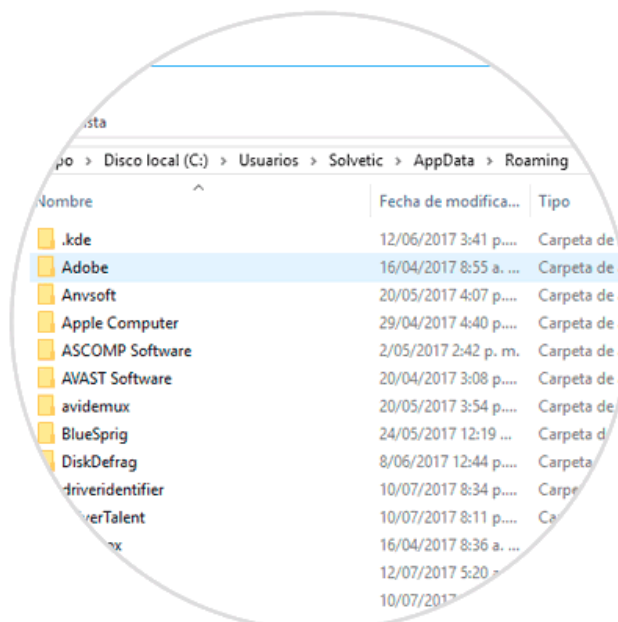 Disco local (C:) > Usuarios > Solvetic > AppData > Roaming
Nombre Fecha de modifica... Tipo
.kde 12/06/2017 3:41 p.... Carpeta de
Adobe 16/04/2017 8:55 a. ... Carpeta de
Anvsoft 20/05/2017 4:07 p.... Carpeta de
Apple Computer 29/04/2017 4:40 p.... Carpeta de
ASCOMP Software 2/05/2017 2:42 p. m. Carpeta de
AVAST Software 20/04/2017 3:08 p.... Carpeta de
avidemux 20/05/2017 3:54 p.... Carpeta de
BlueSprig 24/05/2017 12:19 ... Carpeta d
DiskDefrag 8/06/2017 12:44 p.... Carpeta
driveridentifier 10/07/2017 8:34 p.... Carpe
verTalent 10/07/2017 8:11 p.... Ca
16/04/2017 8:36 a. ...
12/07/2017 5:20
10/07/2017